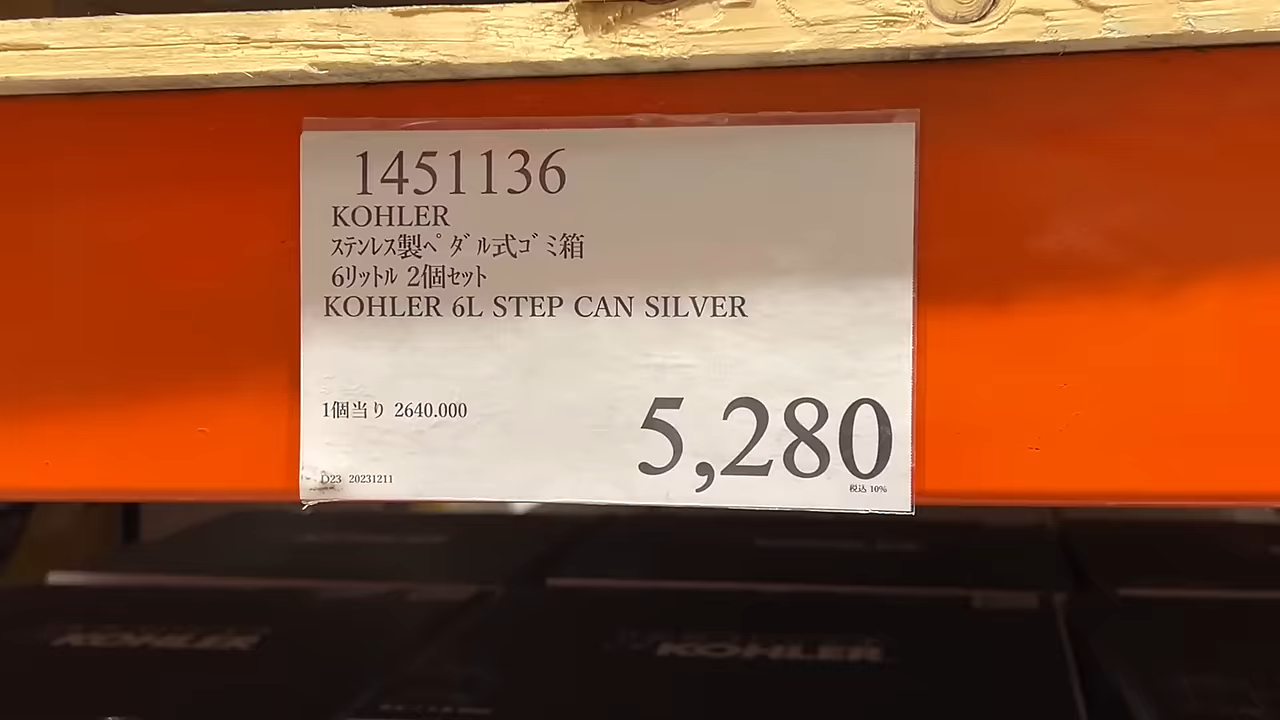 1451136
KOHLER
ｽﾃﾝﾚｽ製ﾍﾟﾀﾞﾙ式ｺﾞﾐ箱
6ﾘｯﾄﾙ 2個ｾｯﾄ
KOHLER 6L STEP CAN SILVER
1個当り 2640.000
5,280
税込 10%
D23 20231211
KOHLER
KOHLER